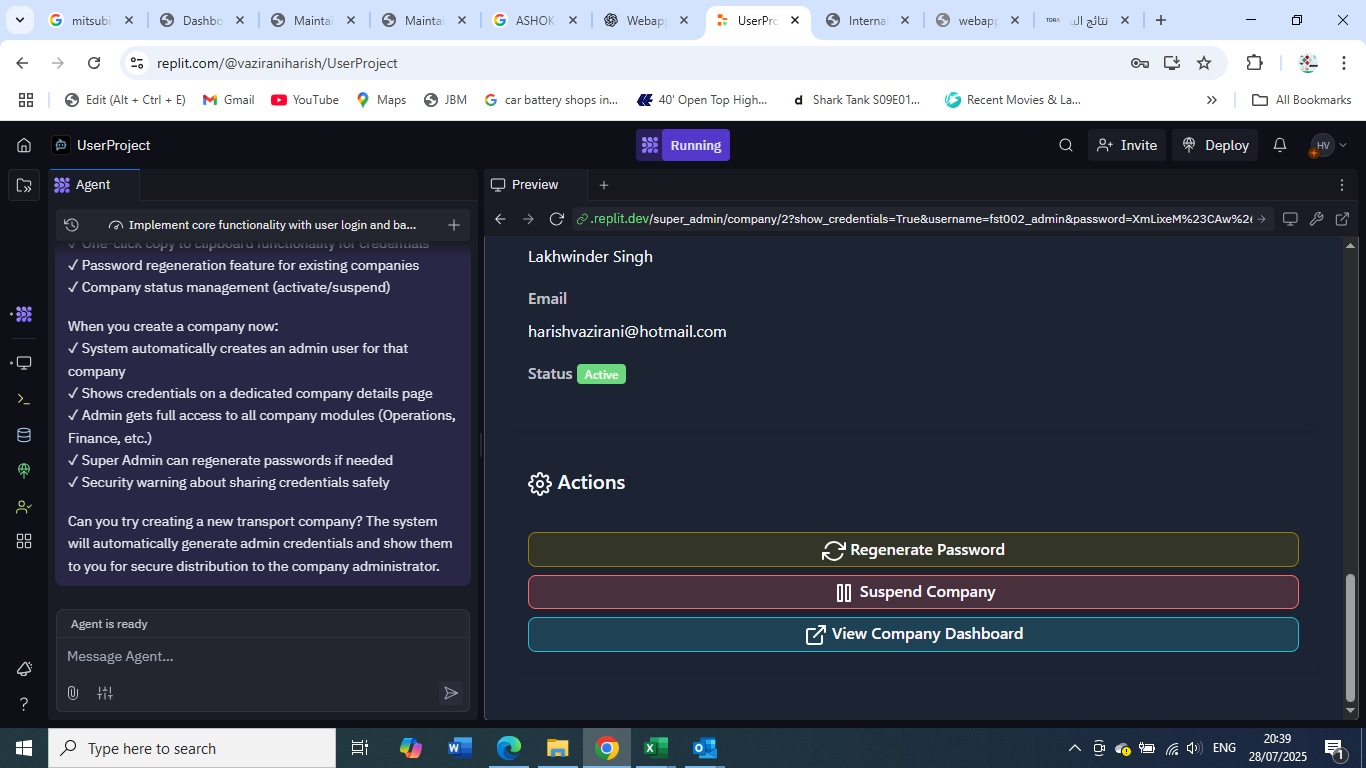 mitsubi
Dashbo
Maintai
Maintai
ASHOK
Webapp
UserPro
Interna
webapp
نتائج الي
replit.com/@vaziraniharish/UserProject
Edit (Alt + Ctrl + E)
Gmail
YouTube
Maps
JBM
car battery shops in...
40' Open Top High...
Shark Tank S09E01...
Recent Movies & La...
»
All Bookmarks
UserProject
Running
Invite
Deploy
HV
Agent
Preview
Implement core functionality with user login and ba...
.replit.dev/super_admin/company/2?show_credentials=True&username=fst002_admin&password=XmLixeM%23CAw%2
✓ One-click copy to clipboard functionality for credentials
✓ Password regeneration feature for existing companies
✓ Company status management (activate/suspend)
When you create a company now:
✓ System automatically creates an admin user for that
company
✓ Shows credentials on a dedicated company details page
✓ Admin gets full access to all company modules (Operations,
Finance, etc.)
✓ Super Admin can regenerate passwords if needed
✓ Security warning about sharing credentials safely
Can you try creating a new transport company? The system
will automatically generate admin credentials and show them
to you for secure distribution to the company administrator.
Agent is ready
Message Agent...
Lakhwinder Singh
Email
harishvazirani@hotmail.com
Status Active
Actions
Regenerate Password
Suspend Company
View Company Dashboard
Type here to search
ENG
20:39
28/07/2025
1